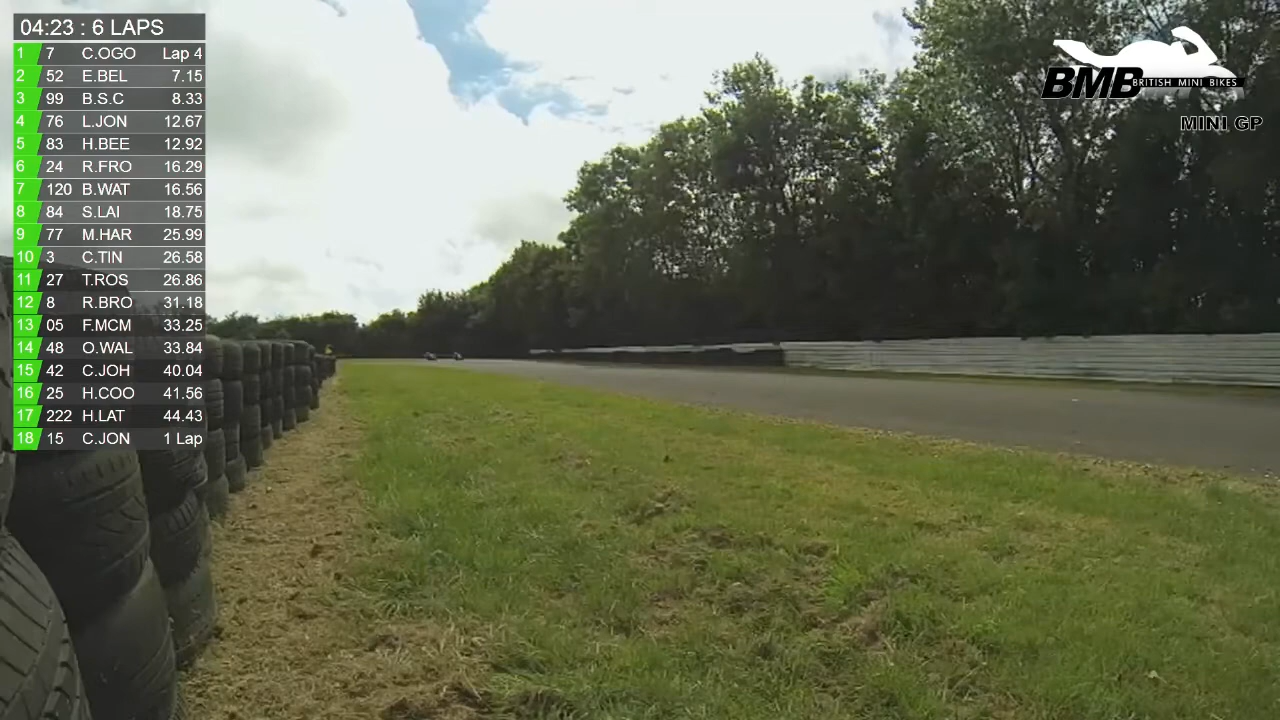 04:23 : 6 LAPS
1 7 C.OGO Lap 4
2 52 E.BEL 7.15
3 99 B.S.C 8.33
4 76 L.JON 12.67
5 83 H.BEE 12.92
6 24 R.FRO 16.29
7 120 B.WAT 16.56
8 84 S.LAI 18.75
9 77 M.HAR 25.99
10 3 C.TIN 26.58
11 27 T.ROS 26.86
12 8 R.BRO 31.18
13 05 F.MCM 33.25
14 48 O.WAL 33.84
15 42 C.JOH 40.04
16 25 H.COO 41.56
17 222 H.LAT 44.43
18 15 C.JON 1 Lap
BMB BRITISH MINI BIKES
MINI GP